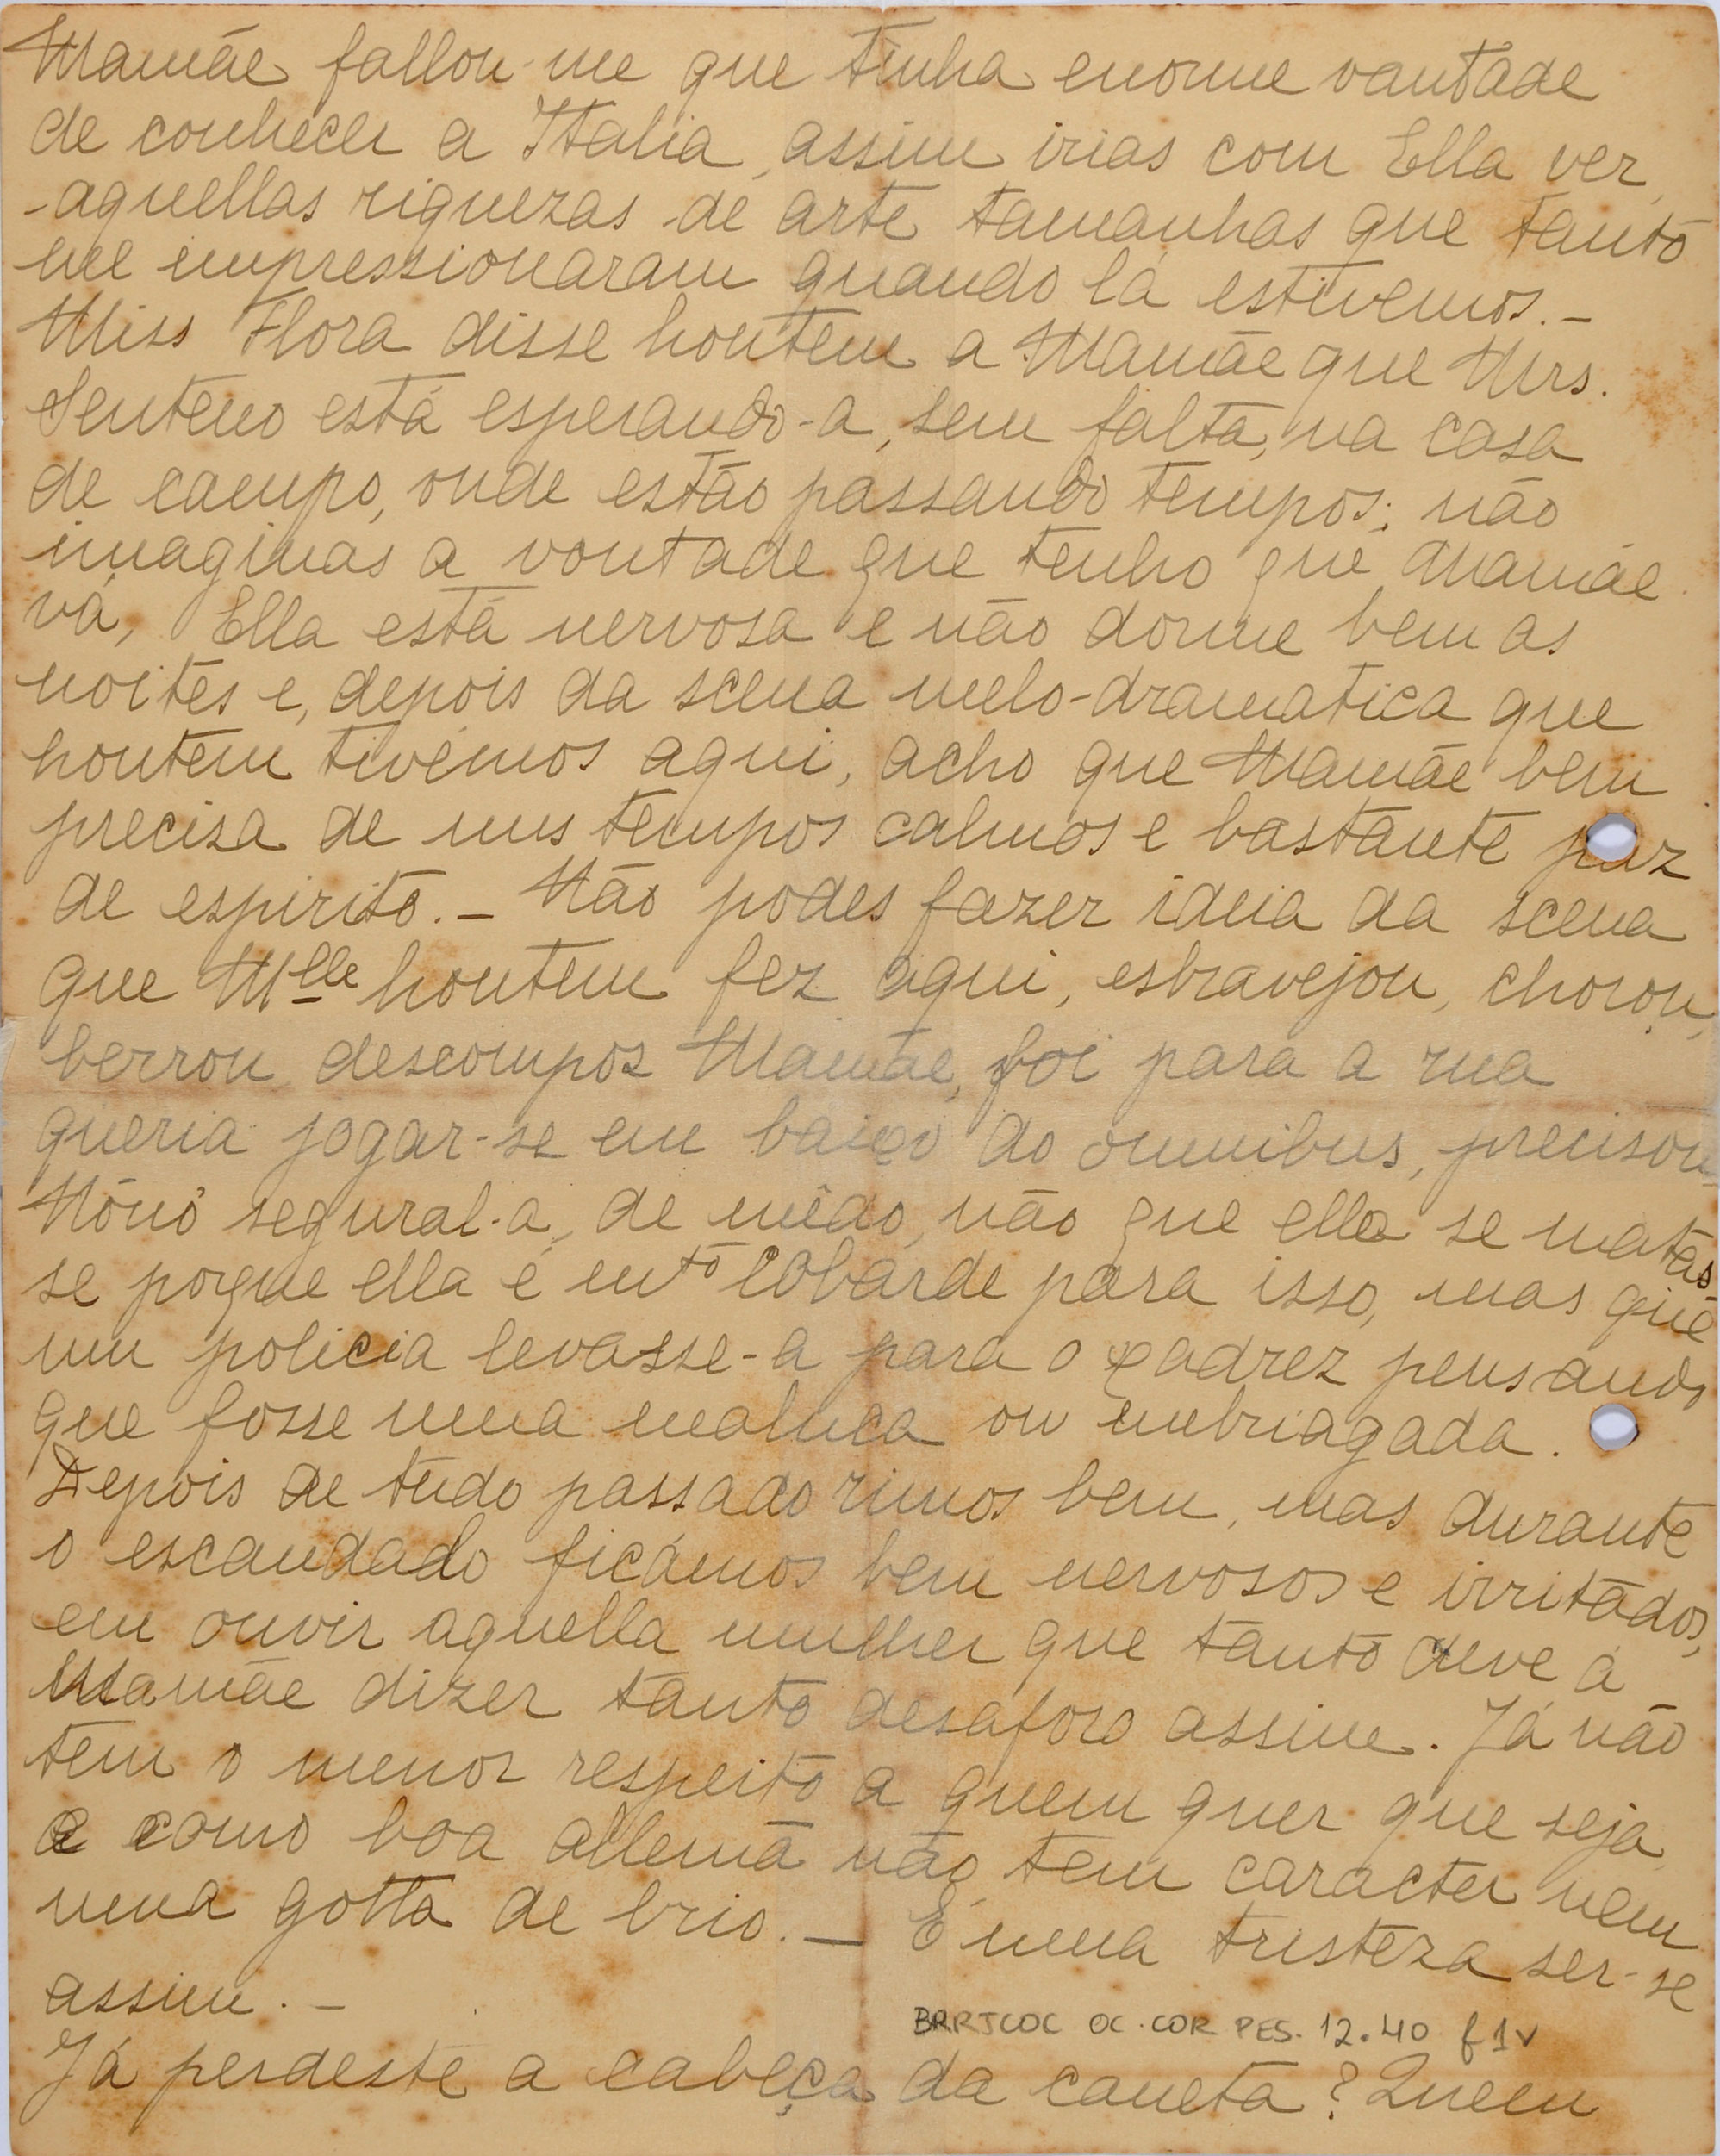 Mamãe fallou-me que tinha enorme vontade
de conhecer a Italia, assim irias com Ella ver
aquellas riquezas de arte tamanhas que tanto
me impressionaram quando lá estivemos. –
Miss Flora disse hontem a Mamãe que Mrs.
Senteno está esperando-a, sem falta, na casa
de campo, onde estão passando tempos; não
imaginas a vontade que tenho que Mamãe
vá, Ella está nervosa e não dorme bem as
noites e, depois da scena melo-dramatica que
hontem tivémos aqui, acho que Mamãe bem
precisa de uns tempos calmos e bastante paz
de espirito. – Não podes fazer ideia da scena
que Mlle hontem fez aqui, esbravejou, chorou,
berrou descompoz Mamãe, foi para a rua
queria jogar-se em baixo do omnibus, precisou
Nônô segural-a, de mêdo, não que ella se matas-
se porque ella é mto cobarde para isso, mas que
um policia levasse-a para o xadrez pensando
que fosse uma maluca ou embriagada.
Depois de tudo passado rimos bem, mas durante
o escandado ficámos bem nervosos e irritados,
em ouvir aquella mulher que tanto deve á
Mamãe dizer tanto desaforo assim. Já não
tem o menor respeito a quem quer que seja
e como boa allemã não tem caracter nem
uma gotta de brio. – É uma tristeza ser-se
assim. –
BRRJCOC OC.COR PES. 12.40 f1v
Já perdeste a cabeça da caneta? Quem